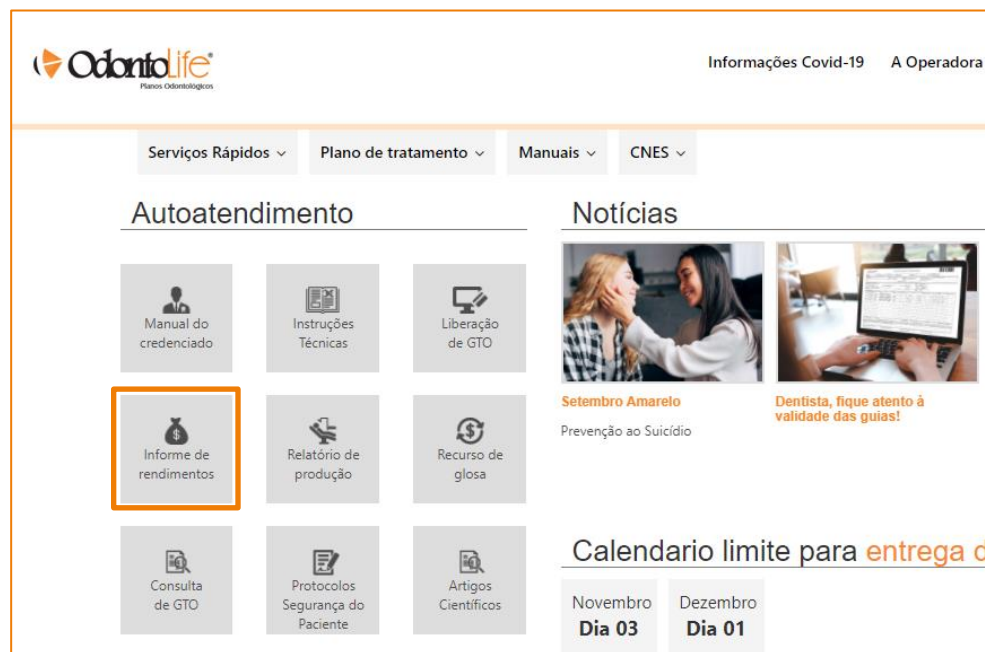 OdontoLife®
Planos Odontológicos
Informações Covid-19 A Operadora
Serviços Rápidos Plano de tratamento Manuais CNES
Autoatendimento
Manual do
credenciado
Instruções
Técnicas
Liberação
de GTO
Informe de
rendimentos
Relatório de
produção
Recurso de
glosa
Consulta
de GTO
Protocolos
Segurança do
Paciente
Artigos
Científicos
Notícias
Setembro Amarelo
Prevenção ao Suicídio
Dentista, fique atento à
validade das guias!
Calendario limite para entrega d
Novembro
Dia 03
Dezembro
Dia 01